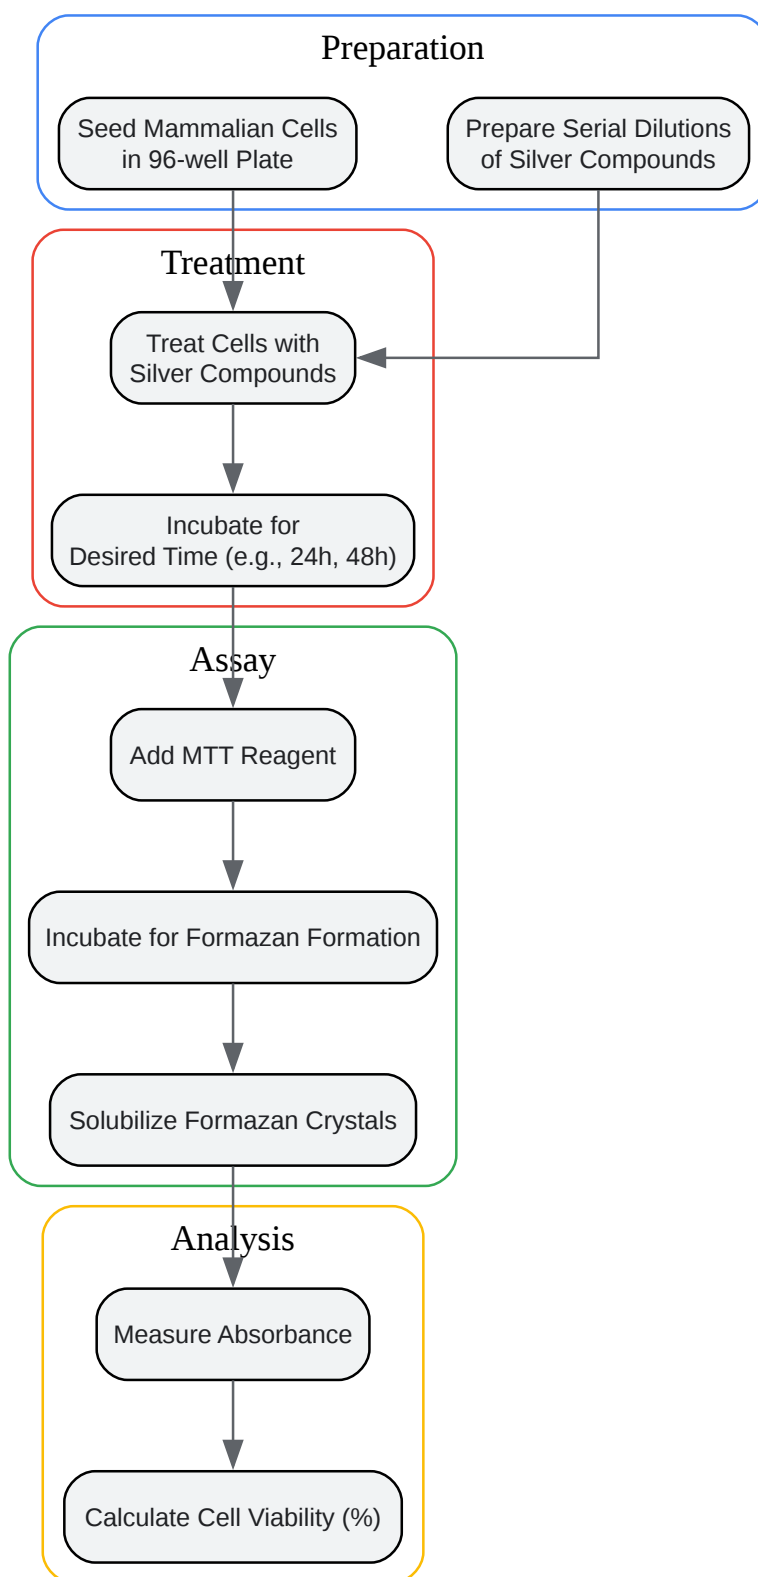 Preparation
Seed Mammalian Cells
in 96-well Plate
Prepare Serial Dilutions
of Silver Compounds
Treatment
Treat Cells with
Silver Compounds
Incubate for
Desired Time (e.g., 24h, 48h)
Assay
Add MTT Reagent
Incubate for Formazan Formation
Solubilize Formazan Crystals
Analysis
Measure Absorbance
Calculate Cell Viability (%)